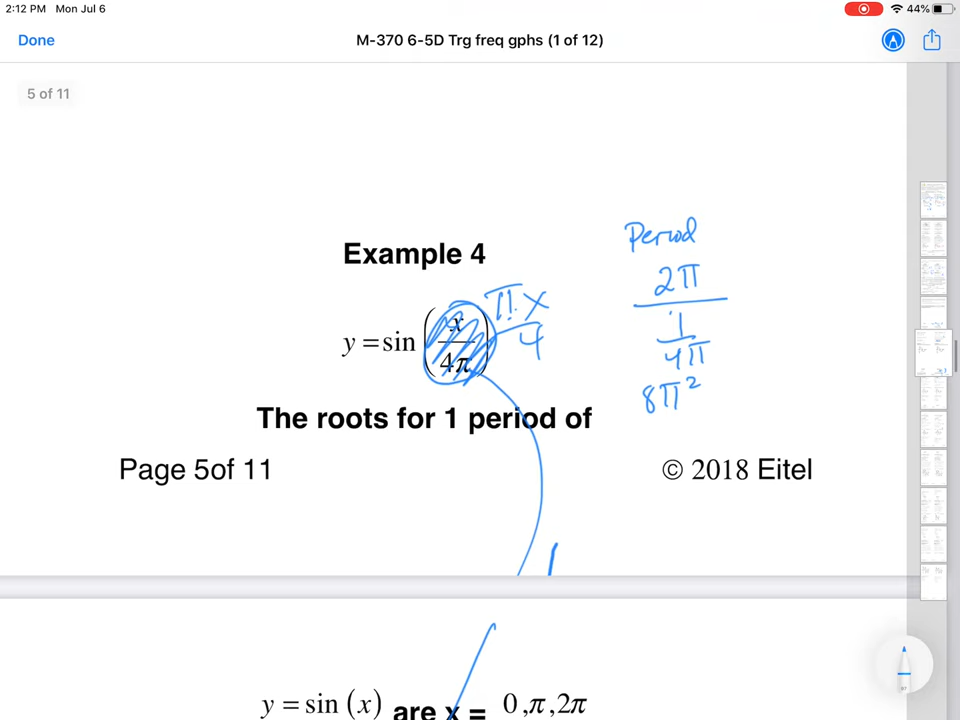 2:12 PM Mon Jul 6 44%
Done M-370 6-5D Trg freq gphs (1 of 12)
5 of 11
Period
Example 4
2π
1
4π
8π²
y = sin (x/4π) π·x/4
The roots for 1 period of
Page 5of 11 © 2018 Eitel
y = sin (x) are x = 0 ,π ,2π
97